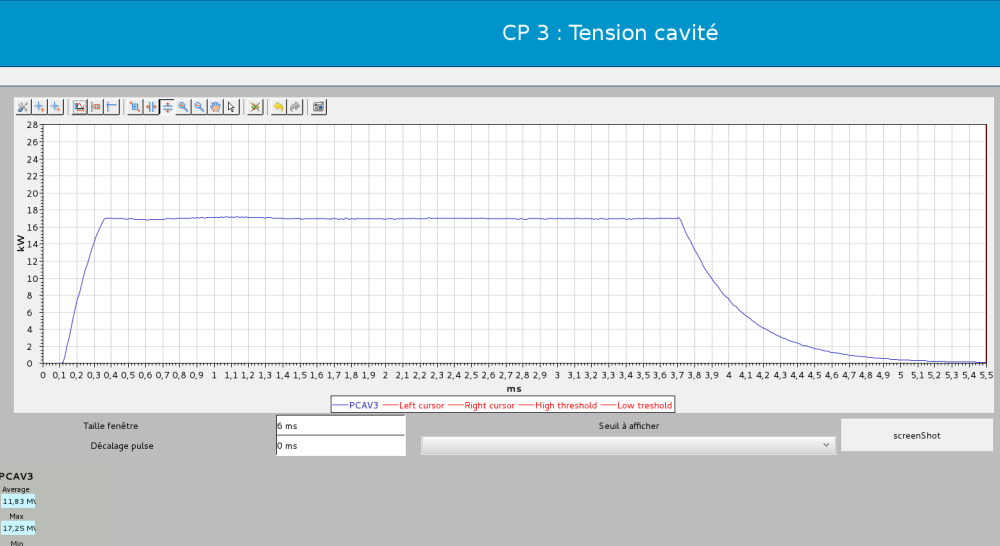 CP 3 : Tension cavité
28
26
24
22
20
18
16
14
12
10
8
6
4
2
0
kW
0 0,1 0,2 0,3 0,4 0,5 0,6 0,7 0,8 0,9 1 1,1 1,2 1,3 1,4 1,5 1,6 1,7 1,8 1,9 2 2,1 2,2 2,3 2,4 2,5 2,6 2,7 2,8 2,9 3 3,1 3,2 3,3 3,4 3,5 3,6 3,7 3,8 3,9 4 4,1 4,2 4,3 4,4 4,5 4,6 4,7 4,8 4,9 5 5,1 5,2 5,3 5,4 5,5
ms
PCAV3 Left cursor Right cursor High threshold Low treshold
Taille fenêtre 6 ms Seuil à afficher screenShot
Décalage pulse 0 ms
PCAV3
Average
11,83 M
Max
17,25 M
Min